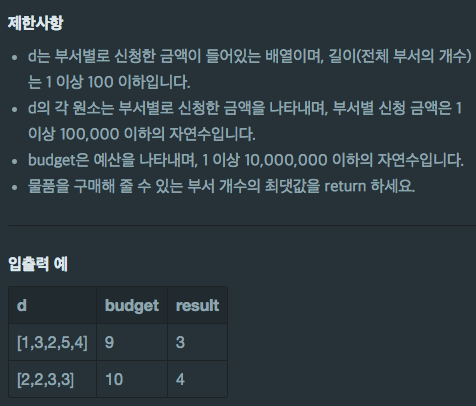 제한사항
d는 부서별로 신청한 금액이 들어있는 배열이며, 길이(전체 부서의 개수)
는 1 이상 100 이하입니다.
d의 각 원소는 부서별로 신청한 금액을 나타내며, 부서별 신청 금액은 1
이상 100,000 이하의 자연수입니다.
budget은 예산을 나타내며, 1 이상 10,000,000 이하의 자연수입니다.
물품을 구매해 줄 수 있는 부서 개수의 최댓값을 return 하세요.
입출력 예
d budget result
[1,3,2,5,4] 9 3
[2,2,3,3] 10 4